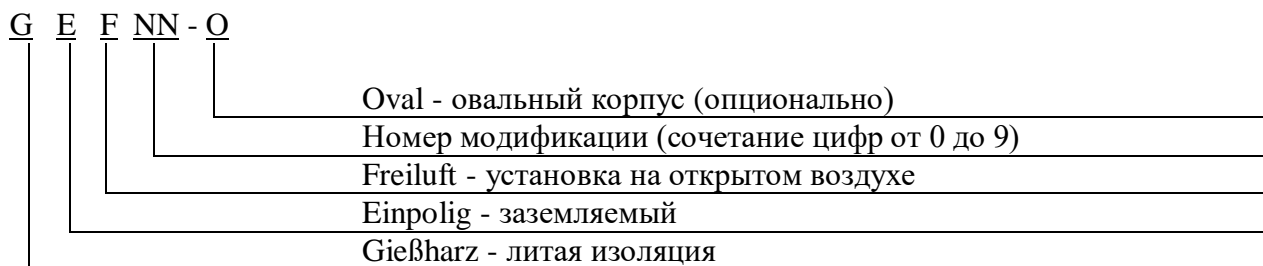 G E F NN - O
Oval - овальный корпус (опционально)
Номер модификации (сочетание цифр от 0 до 9)
Freiluft - установка на открытом воздухе
Einpolig - заземляемый
Gießharz - литая изоляция